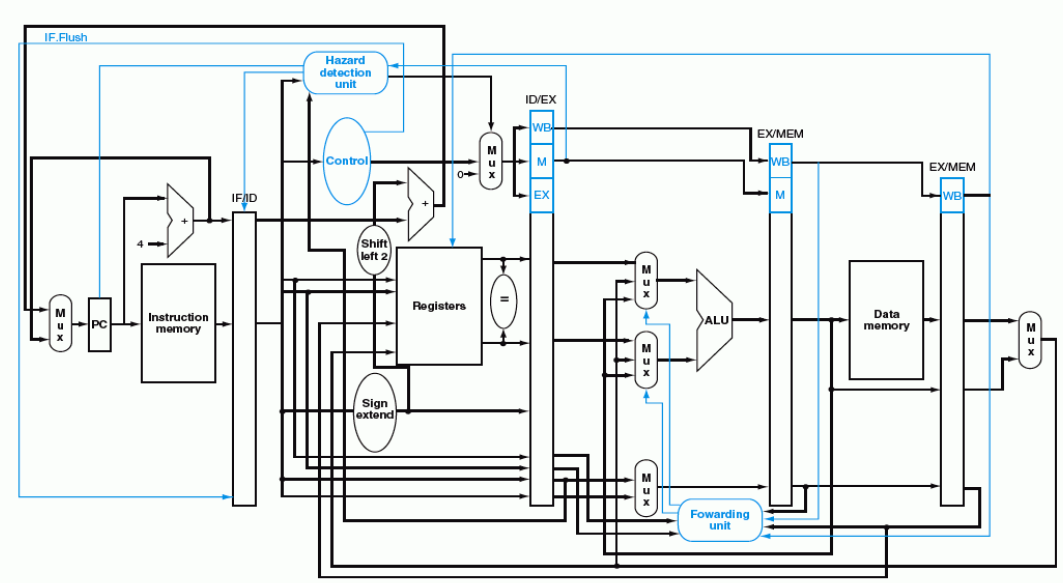 IF.Flush
Hazard
detection
unit
ID/EX
WB
EX/MEM
Control
M
u
x
M
WB
EX/MEM
0
EX
M
WB
IF/ID
+
+
4
Shift
left 2
M
u
x
Registers
=
M
u
x
PC
Instruction
memory
ALU
Data
memory
M
u
x
M
u
x
Sign
extend
M
u
x
Fowarding
unit